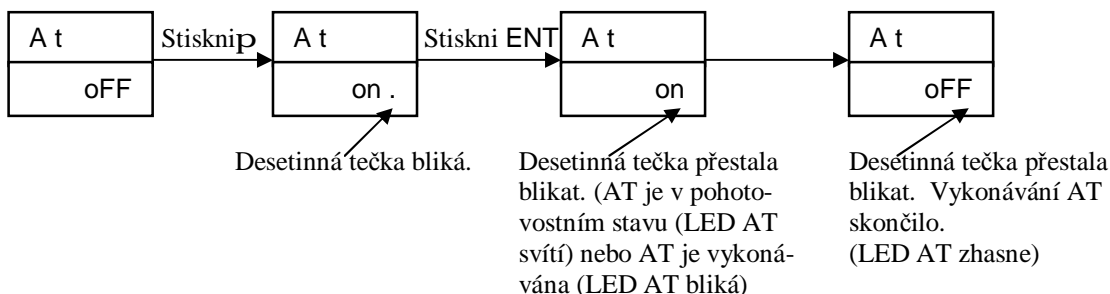 A t
oFF
Stiskni p
A t
on .
Stiskni ENT
A t
on
A t
oFF
Desetinná tečka bliká.
Desetinná tečka přestala
blikat. (AT je v pohoto-
vostním stavu (LED AT
svítí) nebo AT je vykoná-
vána (LED AT bliká)
Desetinná tečka přestala
blikat.  Vykonávání AT
skončilo.
(LED AT zhasne)